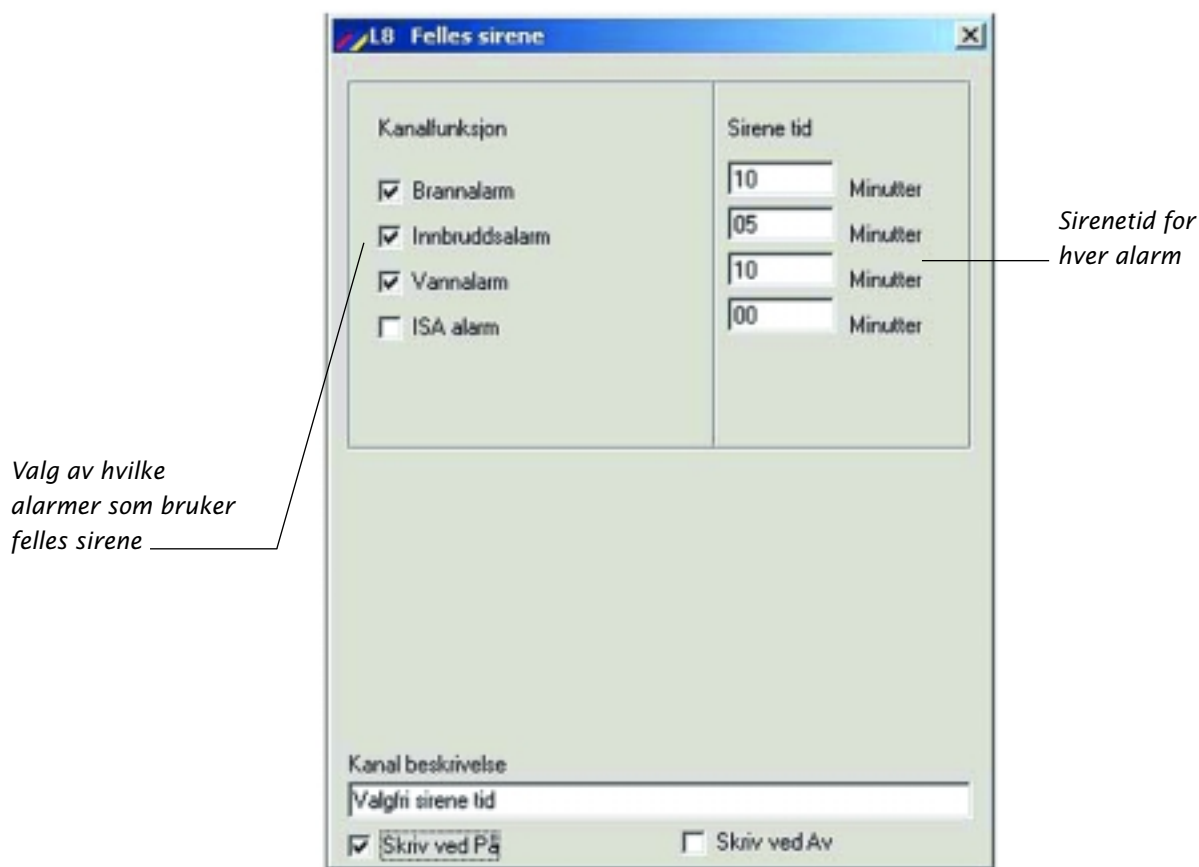 L8 Felles sirene
Kanalfunksjon
Sirene tid
Brannalarm
10 Minutter
Innbruddsalarm
05 Minutter
Vannalarm
10 Minutter
ISA alarm
00 Minutter
Sirenetid for
hver alarm
Valg av hvilke
alarmer som bruker
felles sirene
Kanal beskrivelse
Valgfri sirene tid
Skriv ved På
Skriv ved Av